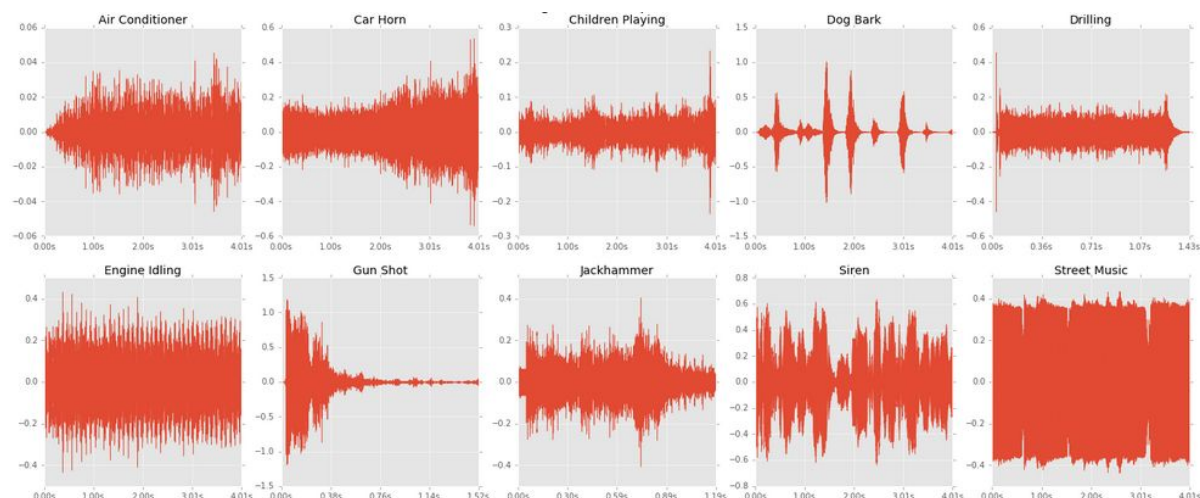 Air Conditioner Car Horn Children Playing Dog Bark Drilling
0.06 0.6 0.3 1.5 0.6
0.04 0.4 0.2 1.0 0.4
0.02 0.2 0.1 0.5 0.2
0.00 0.0 0.0 0.0 0.0
−0.02 −0.2 −0.1 −0.5 −0.2
−0.04 −0.4 −0.2 −1.0 −0.4
−0.06 −0.6 −0.3 −1.5 −0.6
0.00s 1.00s 2.00s 3.01s 4.01s 0.00s 1.00s 2.00s 3.01s 4.01s 0.00s 1.00s 2.00s 3.01s 4.01s 0.00s 1.00s 2.00s 3.01s 4.01s 0.00s 0.36s 0.71s 1.07s 1.43s
Engine Idling Gun Shot Jackhammer Siren Street Music
1.5 0.8
0.4 1.0 0.4 0.6 0.4
0.2 0.5 0.2 0.4 0.2
0.2
0.0 0.0 0.0 0.0 0.0
−0.2 −0.5 −0.2 −0.2 −0.2
−0.4
−0.4 −1.0 −0.4 −0.6 −0.4
−1.5 −0.8
0.00s 1.00s 2.00s 3.01s 4.01s 0.00s 0.38s 0.76s 1.14s 1.52s 0.00s 0.30s 0.59s 0.89s 1.19s 0.00s 1.00s 2.00s 3.01s 4.01s 0.00s 1.00s 2.00s 3.01s 4.01s